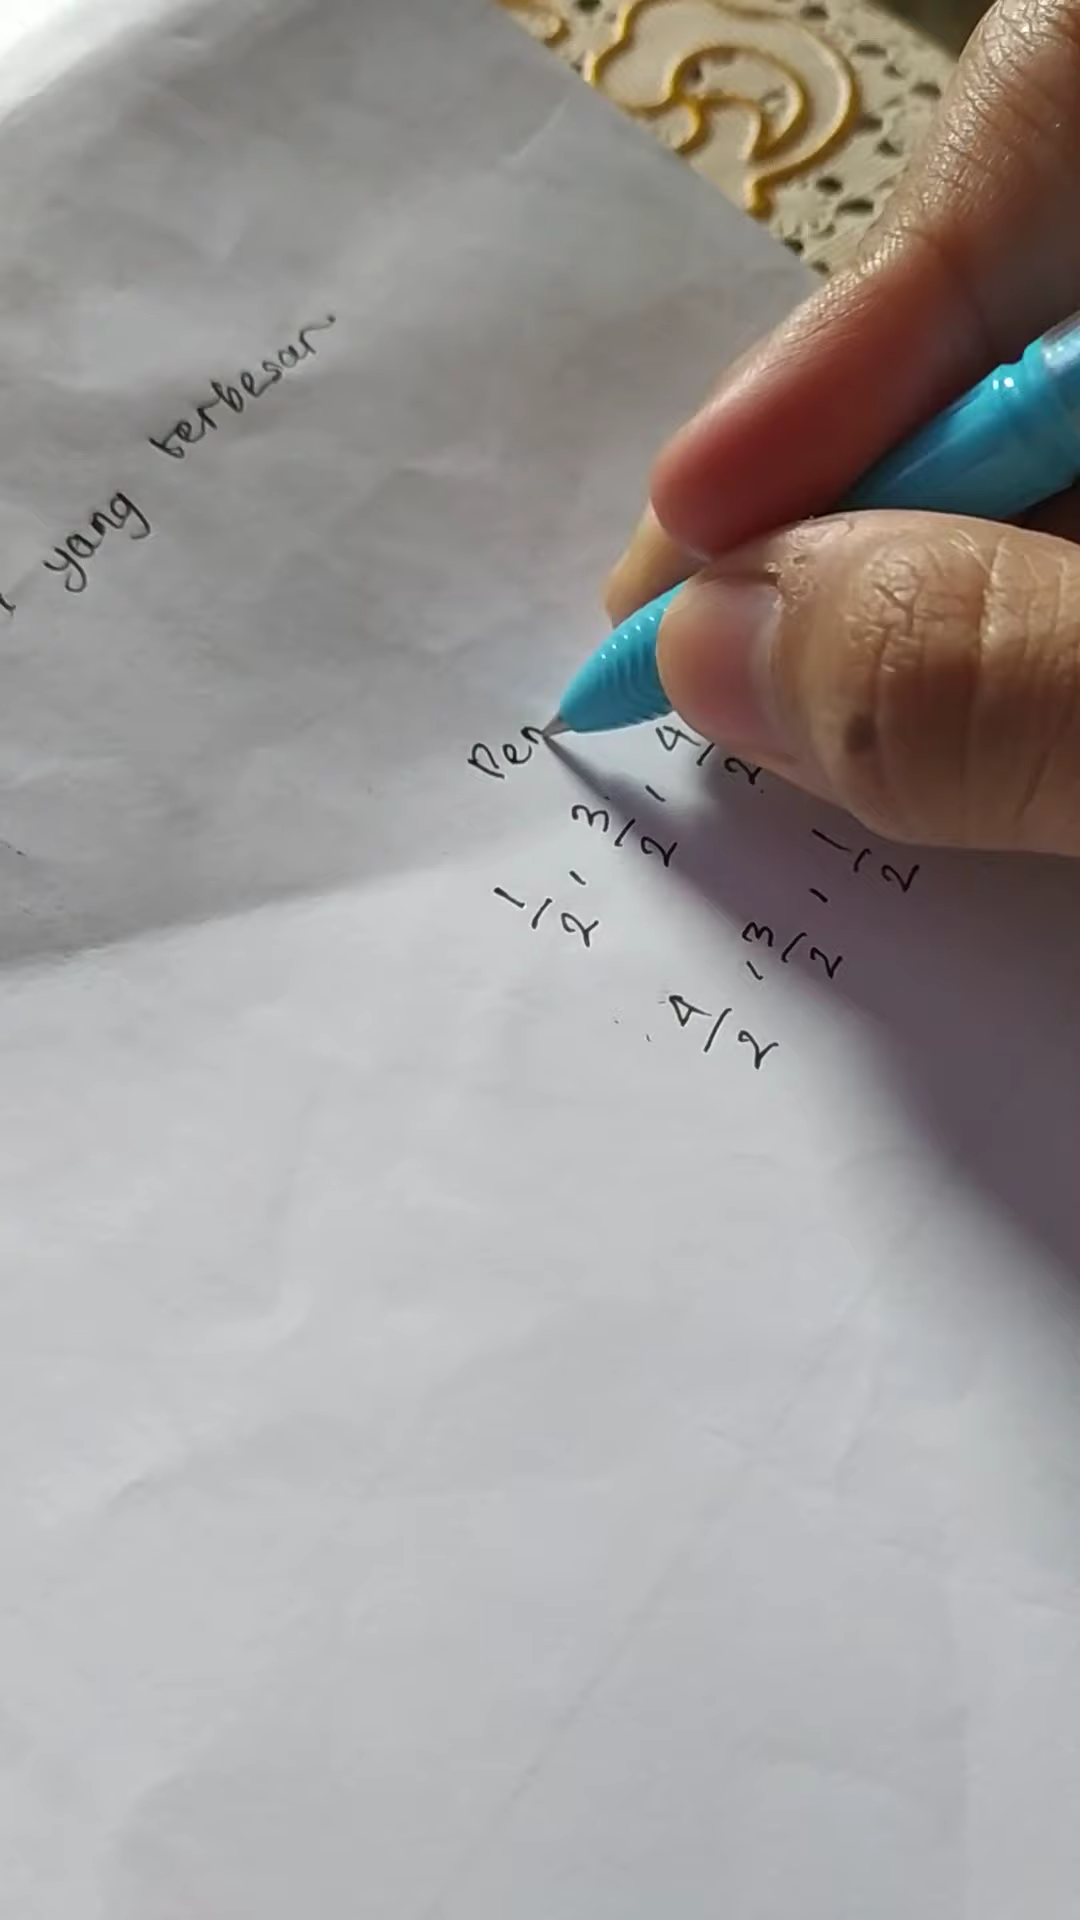 yang terbesar.
Pen
1/2, 3/2, 4/2
4/2, 3/2, 1/2